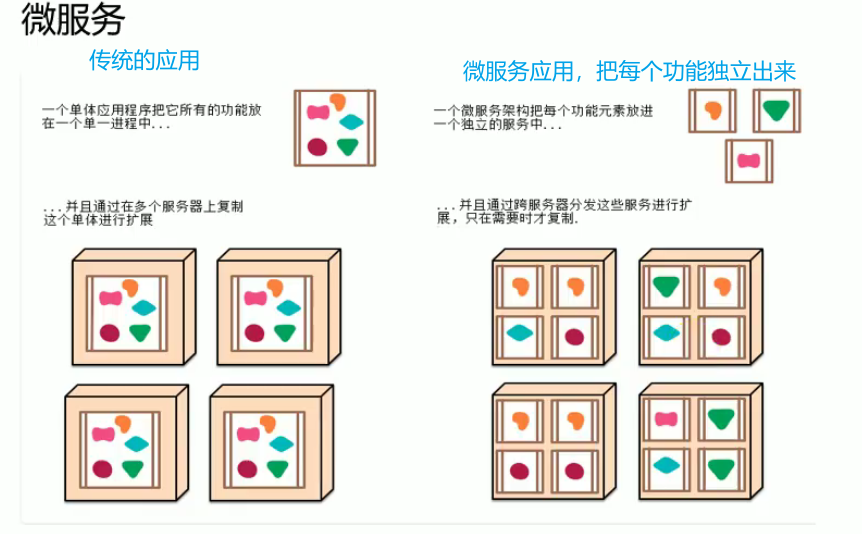 微服务
传统的应用
微服务应用，把每个功能独立出来
一个单体应用程序把它所有的功能放
在一个单一进程中...
一个微服务架构把每个功能元素放进
一个独立的服务中...
...并且通过在多个服务器上复制
这个单体进行扩展
...并且通过跨服务器分发这些服务进行扩
展，只在需要时才复制.